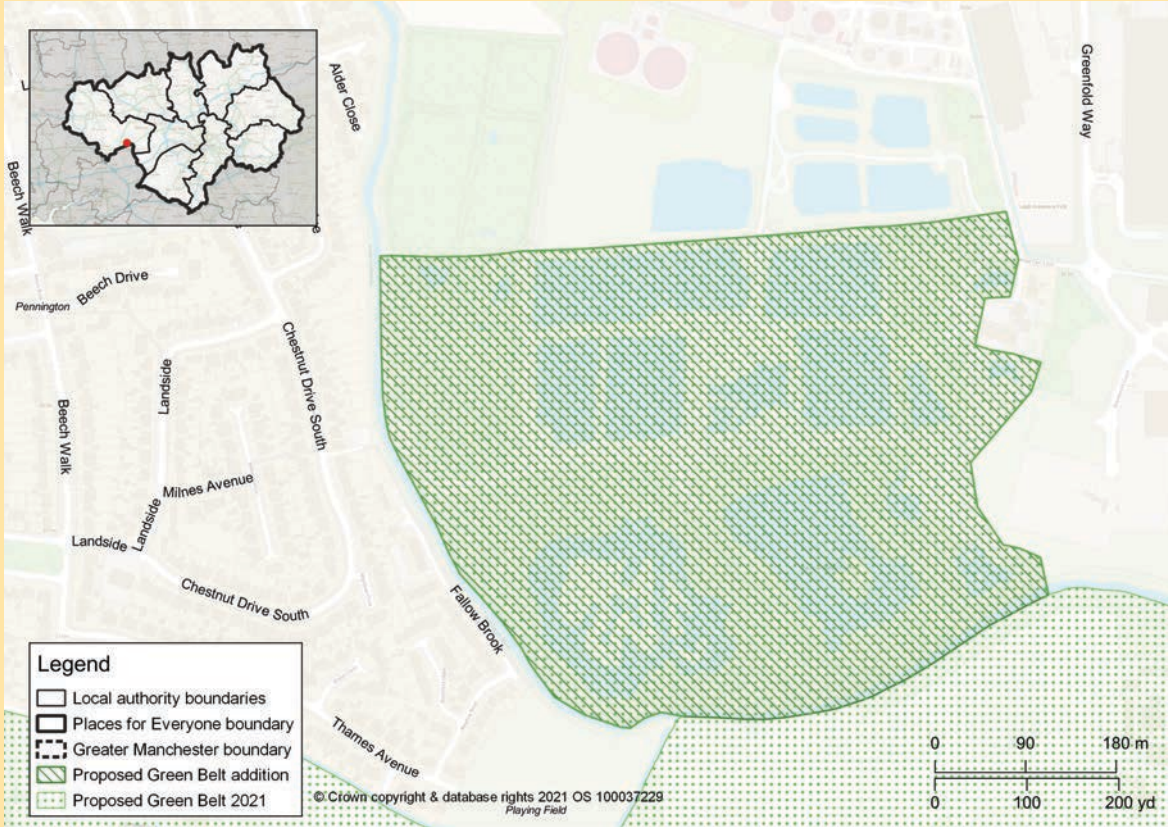 Alder Close
Greenfold Way
Beech Walk
Beech Drive
Pennington
Chestnut Drive South
Landside
Beech Walk
Milnes Avenue
Landside
Landside
Chestnut Drive South
Fallow Brook
Thames Avenue
Legend
Local authority boundaries
Places for Everyone boundary
Greater Manchester boundary
Proposed Green Belt addition
Proposed Green Belt 2021
© Crown copyright & database rights 2021 OS 100037229
Playing Field
0 90 180 m
0 100 200 yd